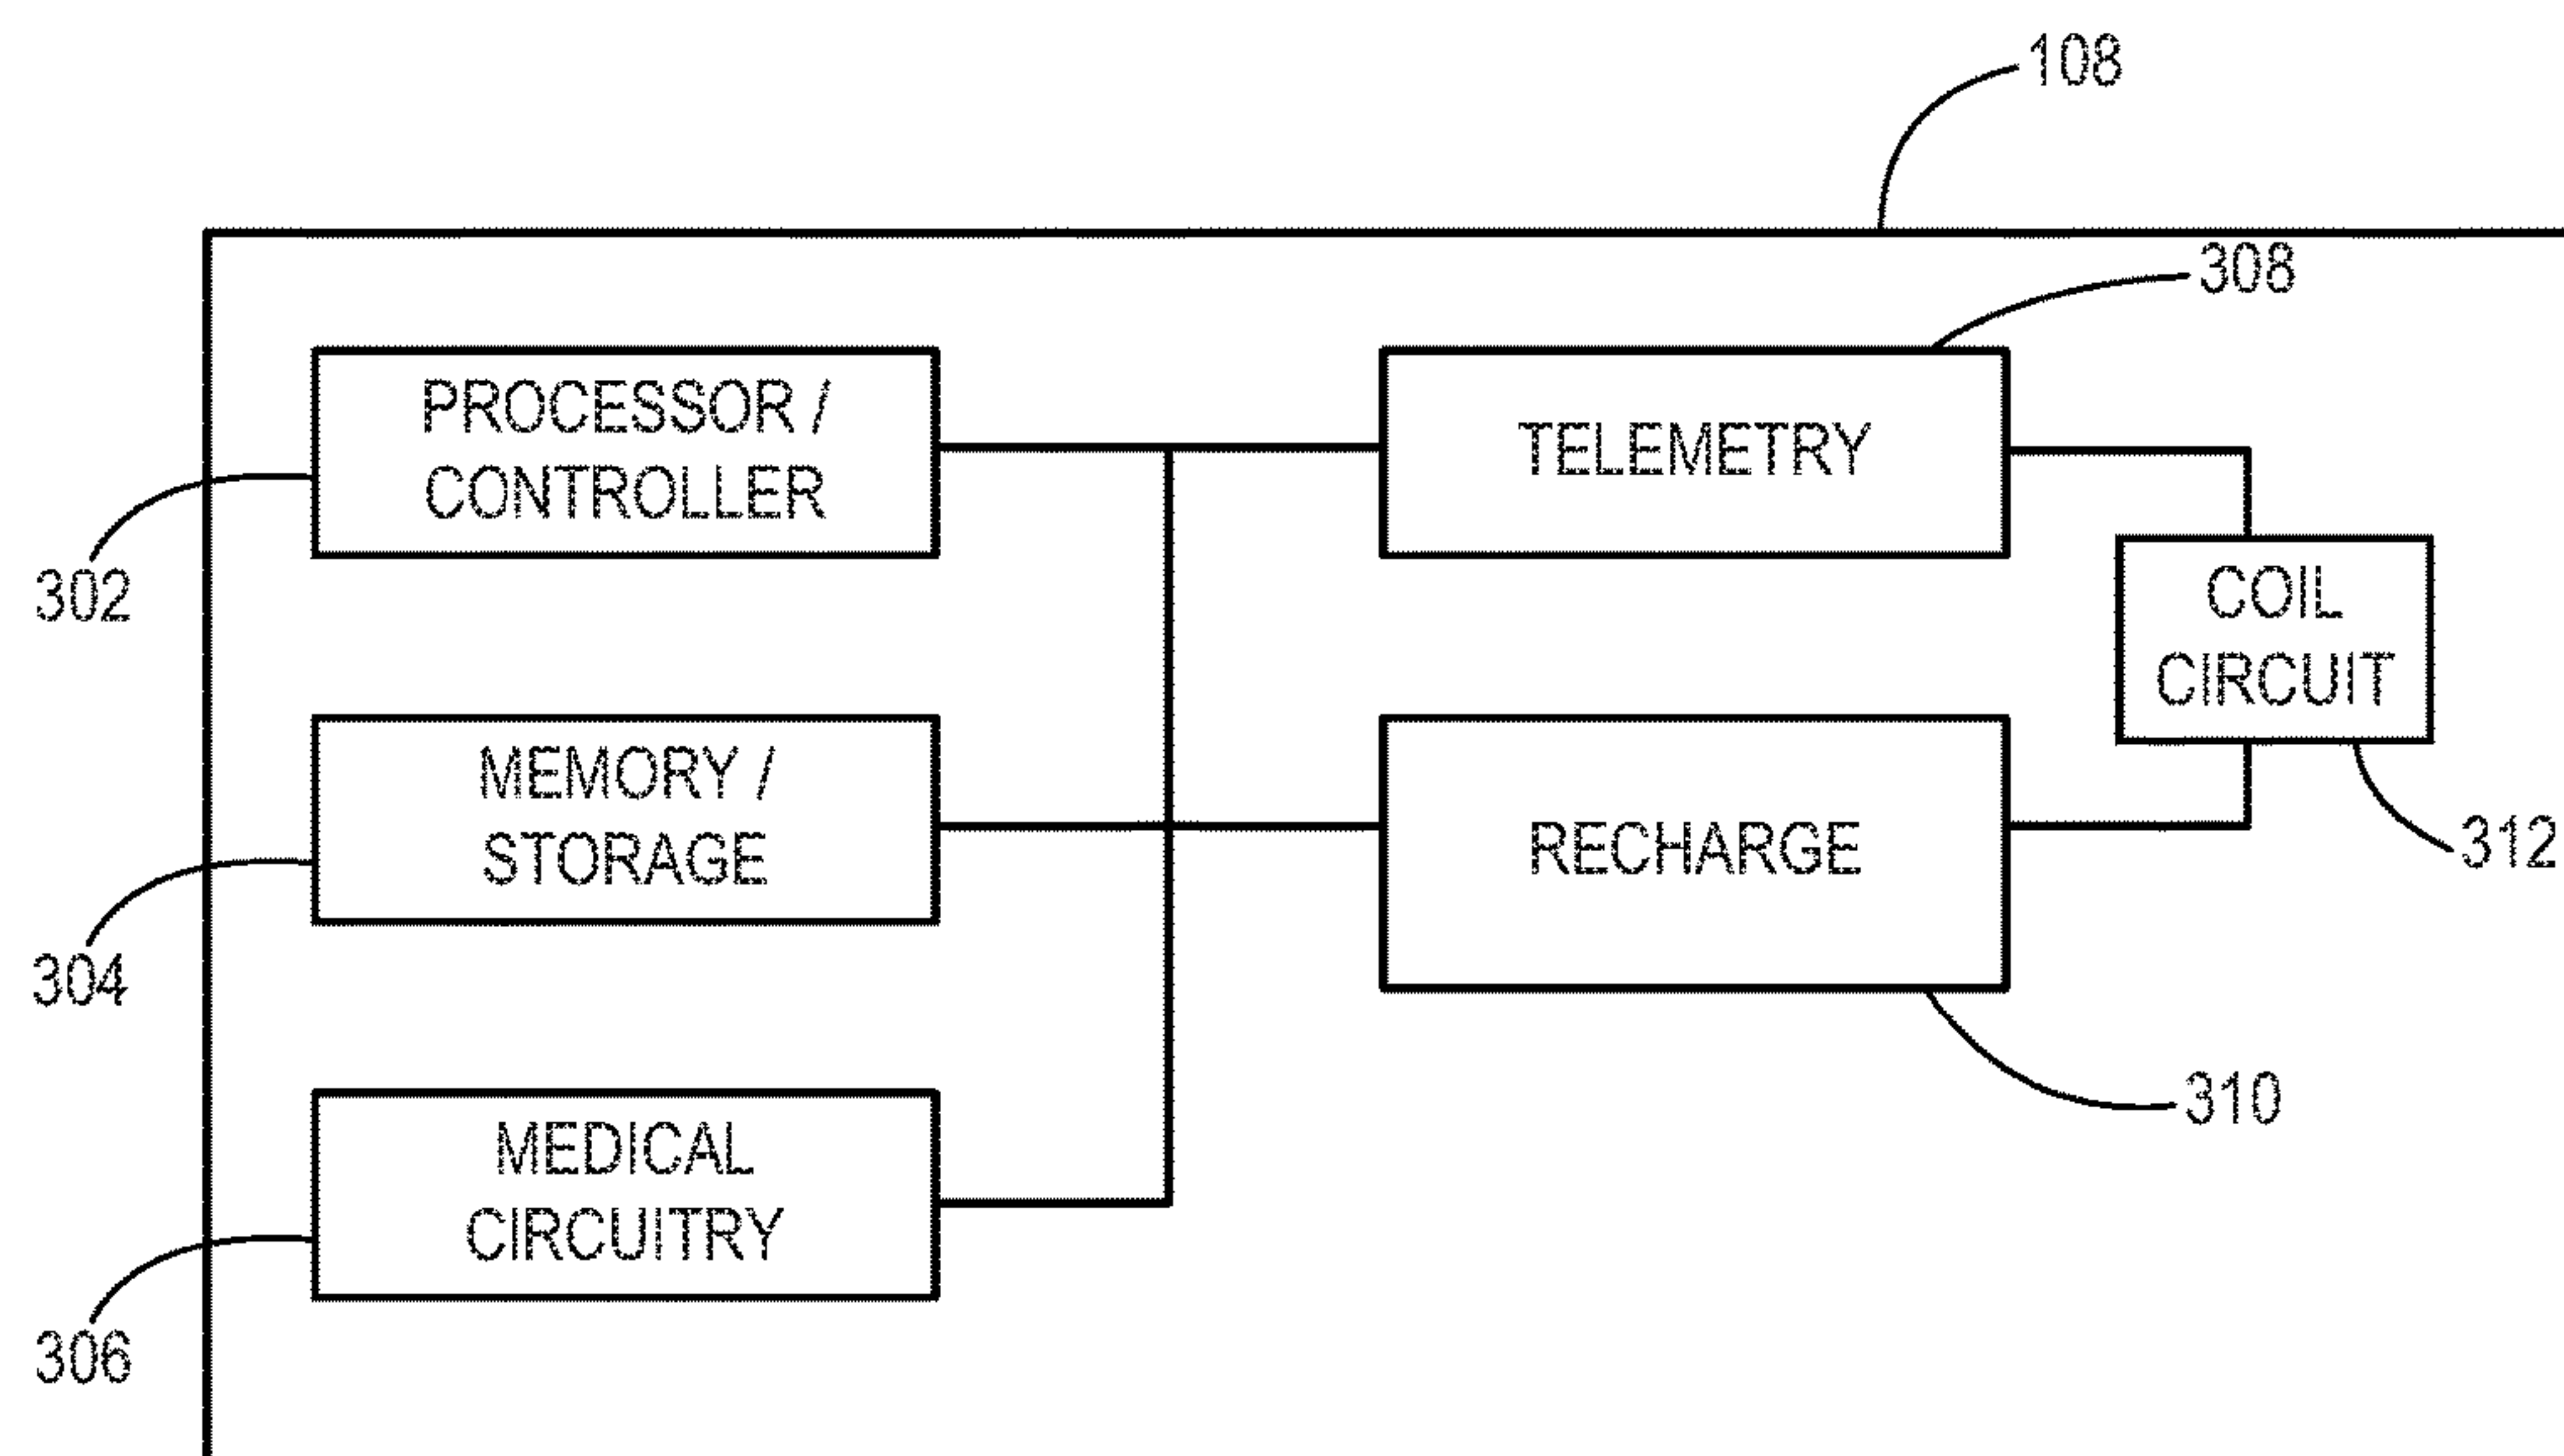 108
308
PROCESSOR /
CONTROLLER
TELEMETRY
302
COIL
CIRCUIT
MEMORY /
STORAGE
RECHARGE
312
304
MEDICAL
CIRCUITRY
310
306